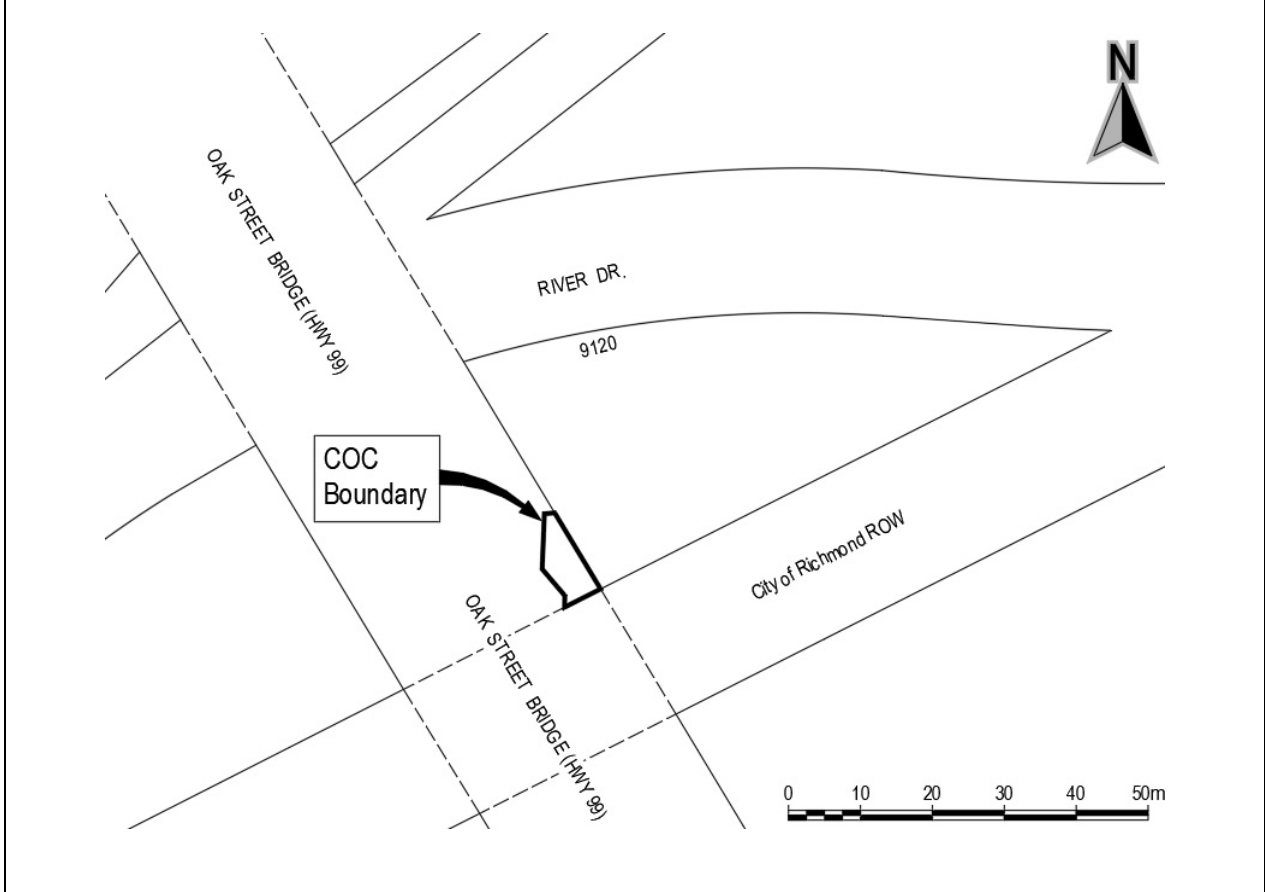 N
OAK STREET BRIDGE (HWY 99)
RIVER DR.
9120
COC
Boundary
City of Richmond ROW
OAK STREET BRIDGE (HWY 99)
0 10 20 30 40 50m